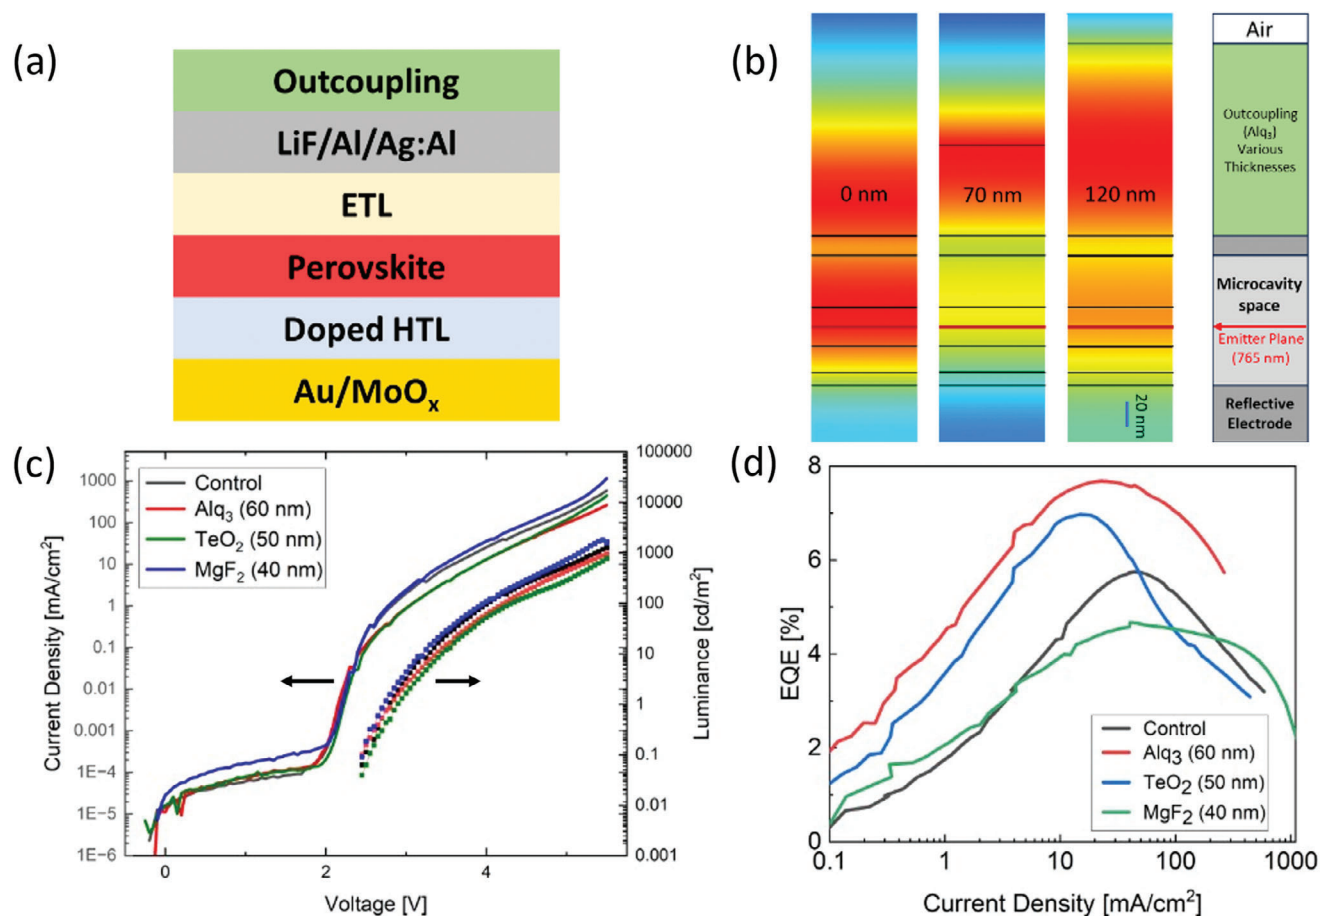 (a)
Outcoupling
LiF/Al/Ag:Al
ETL
Perovskite
Doped HTL
Au/MoOₓ
(b)
0 nm
70 nm
120 nm
20 nm
Air
Outcoupling
(Alq₃)
Various
Thicknesses
Microcavity
space
Emitter Plane
(765 nm)
Reflective
Electrode
(c)
Current Density [mA/cm²]
1000
100
10
1
0.1
0.01
0.001
1E-4
1E-5
1E-6
Control
Alq₃ (60 nm)
TeO₂ (50 nm)
MgF₂ (40 nm)
100000
10000
1000
100
10
1
0.1
0.01
0.001
Luminance [cd/m²]
0
2
4
Voltage [V]
(d)
EQE [%]
8
6
4
2
0
Control
Alq₃ (60 nm)
TeO₂ (50 nm)
MgF₂ (40 nm)
0.1
1
10
100
1000
Current Density [mA/cm²]